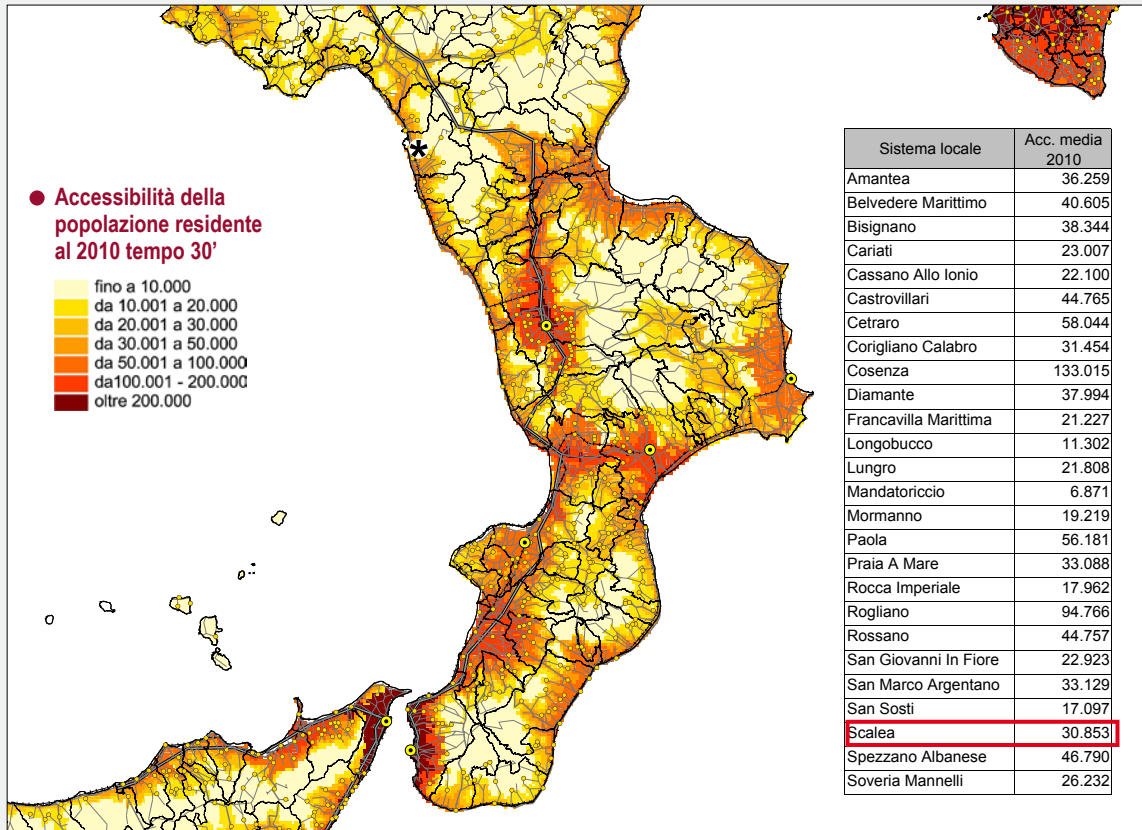 ● Accessibilità della
popolazione residente
al 2010 tempo 30’
fino a 10.000
da 10.001 a 20.000
da 20.001 a 30.000
da 30.001 a 50.000
da 50.001 a 100.000
da100.001 - 200.000
oltre 200.000
*
Sistema locale Acc. media 2010
Amantea 36.259
Belvedere Marittimo 40.605
Bisignano 38.344
Cariati 23.007
Cassano Allo Ionio 22.100
Castrovillari 44.765
Cetraro 58.044
Corigliano Calabro 31.454
Cosenza 133.015
Diamante 37.994
Francavilla Marittima 21.227
Longobucco 11.302
Lungro 21.808
Mandatoriccio 6.871
Mormanno 19.219
Paola 56.181
Praia A Mare 33.088
Rocca Imperiale 17.962
Rogliano 94.766
Rossano 44.757
San Giovanni In Fiore 22.923
San Marco Argentano 33.129
San Sosti 17.097
Scalea 30.853
Spezzano Albanese 46.790
Soveria Mannelli 26.232